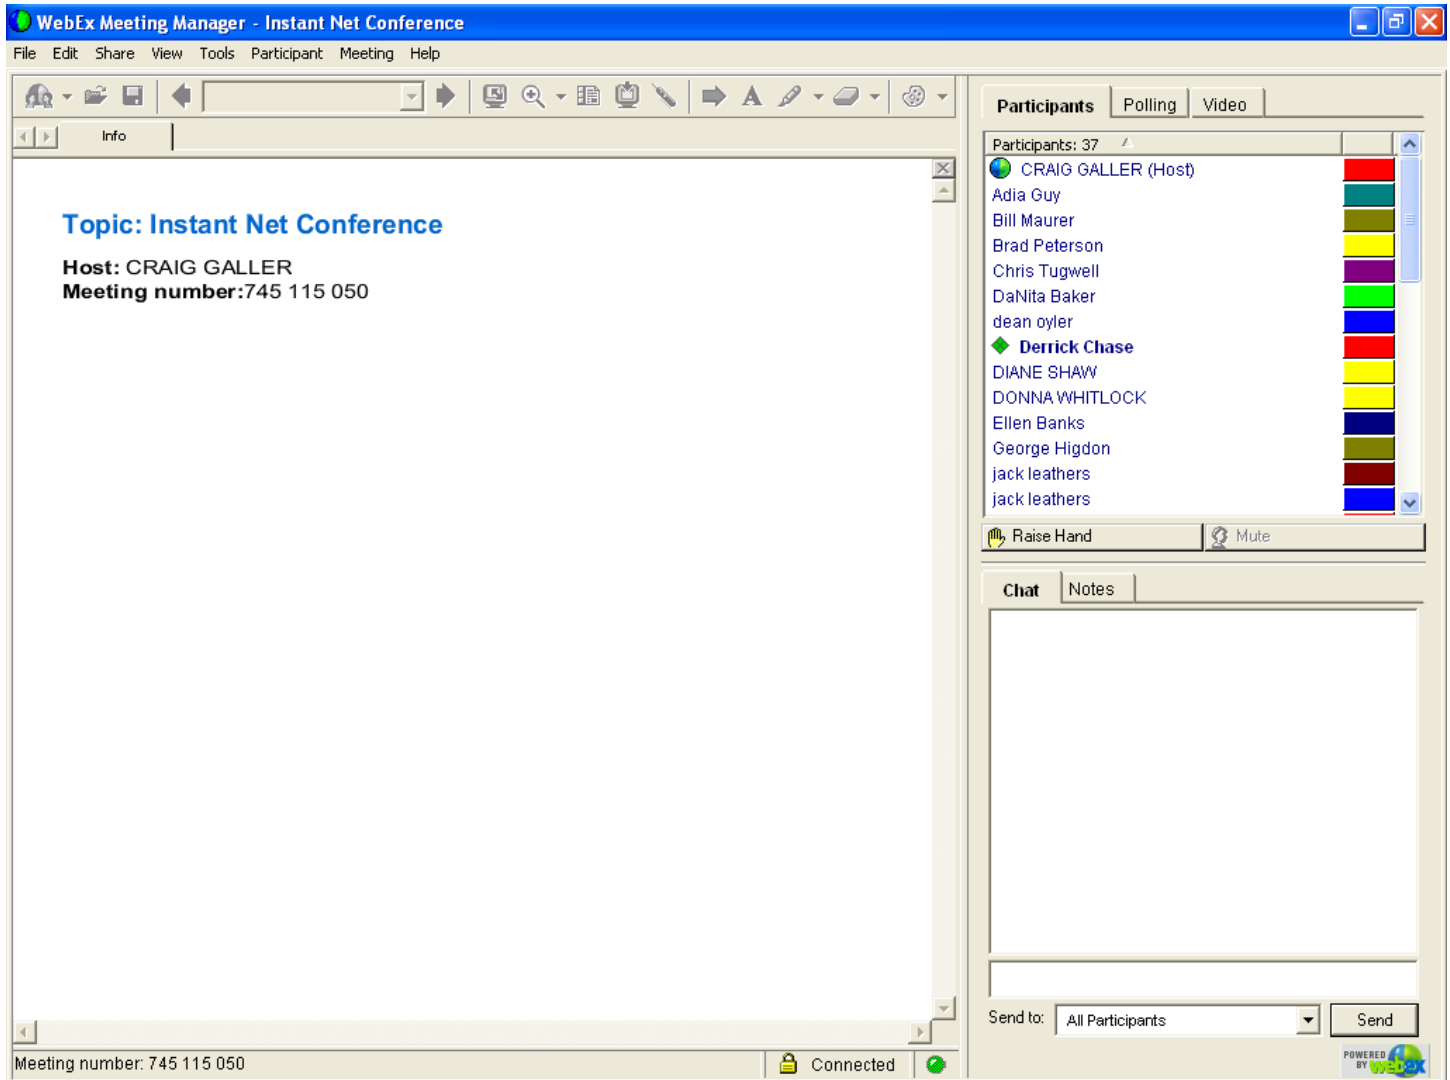 WebEx Meeting Manager - Instant Net Conference
File Edit Share View Tools Participant Meeting Help
Info
Topic: Instant Net Conference
Host: CRAIG GALLER
Meeting number:745 115 050
Participants Polling Video
Participants: 37
CRAIG GALLER (Host)
Adia Guy
Bill Maurer
Brad Peterson
Chris Tugwell
DaNita Baker
dean oyler
Derrick Chase
DIANE SHAW
DONNA WHITLOCK
Ellen Banks
George Higdon
jack leathers
jack leathers
Raise Hand Mute
Chat Notes
Send to: All Participants Send
Meeting number: 745 115 050 Connected
POWERED
BY webex